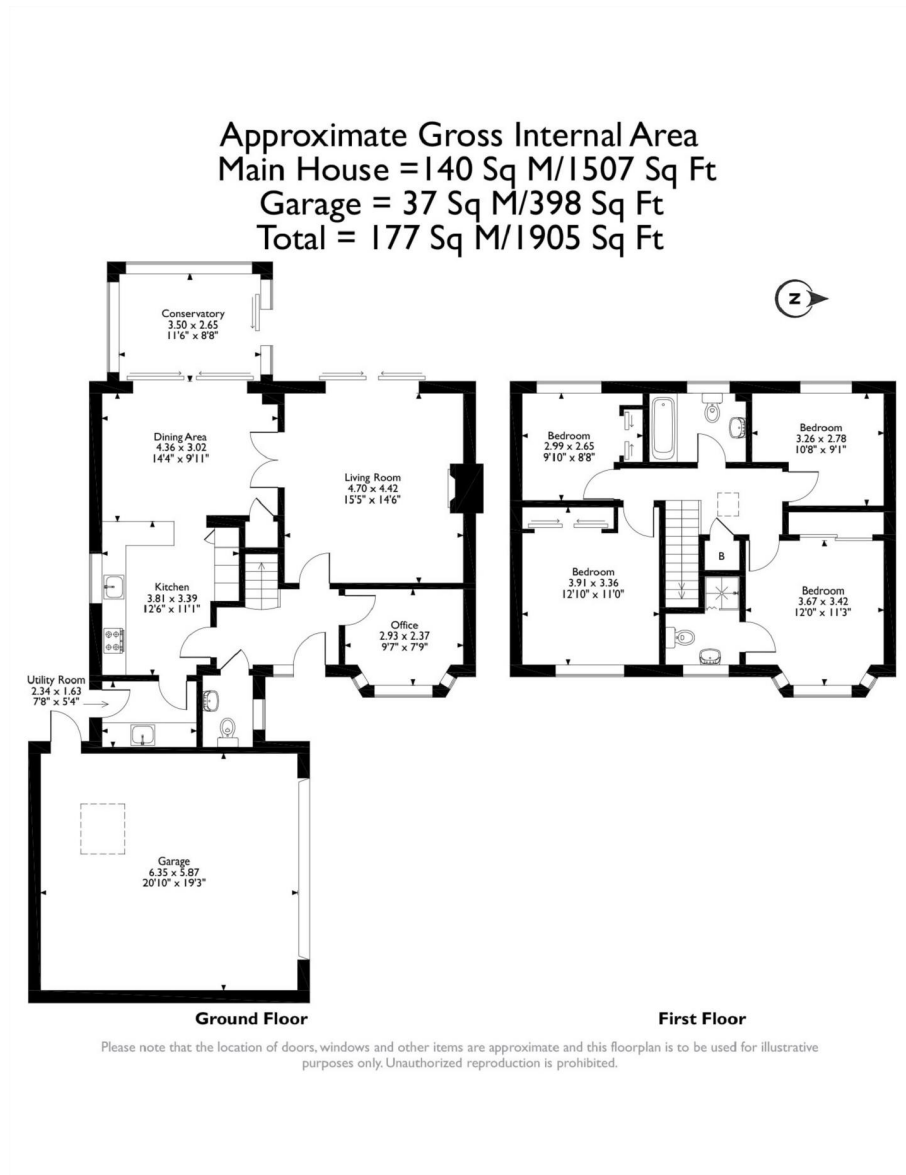 Approximate Gross Internal Area
Main House =140 Sq M/1507 Sq Ft
Garage = 37 Sq M/398 Sq Ft
Total = 177 Sq M/1905 Sq Ft
Conservatory
3.50 x 2.65
11'6" x 8'8"
N
Dining Area
4.36 x 3.02
14'4" x 9'11"
Living Room
4.70 x 4.42
15'5" x 14'6"
Kitchen
3.81 x 3.39
12'6" x 11'1"
Office
2.93 x 2.37
9'7" x 7'9"
Utility Room
2.34 x 1.63
7'8" x 5'4"
Garage
6.35 x 5.87
20'10" x 19'3"
Ground Floor
Bedroom
2.99 x 2.65
9'10" x 8'8"
Bedroom
3.26 x 2.78
10'8" x 9'1"
B
Bedroom
3.91 x 3.36
12'10" x 11'0"
Bedroom
3.67 x 3.42
12'0" x 11'3"
First Floor
Please note that the location of doors, windows and other items are approximate and this floorplan is to be used for illustrative
purposes only. Unauthorized reproduction is prohibited.